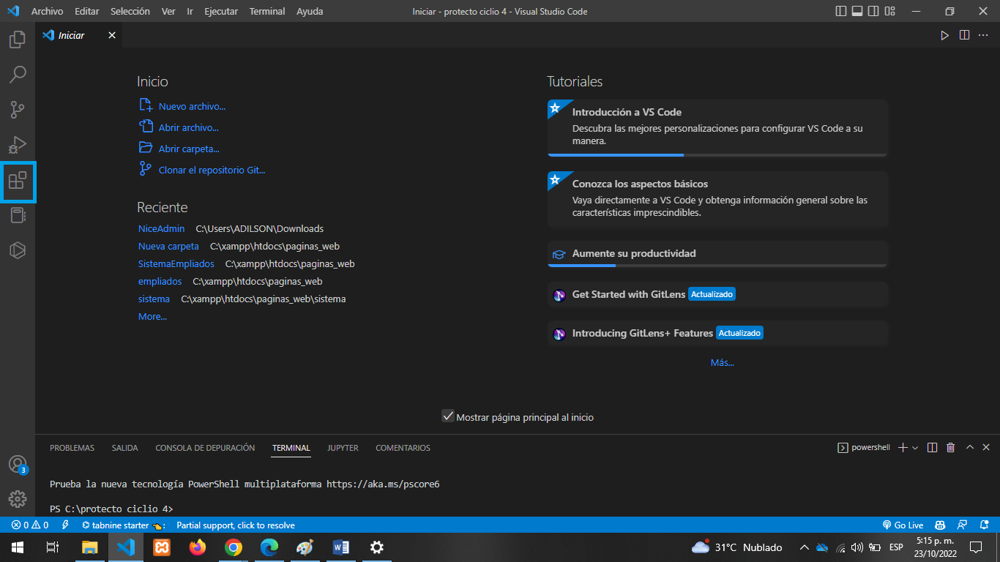 Archivo Editar Selección Ver Ir Ejecutar Terminal Ayuda
Iniciar - protecto ciclio 4 - Visual Studio Code
Iniciar
Inicio
Nuevo archivo...
Abrir archivo...
Abrir carpeta...
Clonar el repositorio Git...
Reciente
NiceAdmin C:\Users\ADILSON\Downloads
Nueva carpeta C:\xampp\htdocs\paginas_web
SistemaEmpliados C:\xampp\htdocs\paginas_web
empliados C:\xampp\htdocs\paginas_web
sistema C:\xampp\htdocs\paginas_web\sistema
More...
Tutoriales
Introducción a VS Code
Descubra las mejores personalizaciones para configurar VS Code a su
manera.
Conozca los aspectos básicos
Vaya directamente a VS Code y obtenga información general sobre las
características imprescindibles.
Aumente su productividad
Get Started with GitLens Actualizado
Introducing GitLens+ Features Actualizado
Más...
Mostrar página principal al inicio
PROBLEMAS SALIDA CONSOLA DE DEPURACIÓN TERMINAL JUPYTER COMENTARIOS
powershell
Prueba la nueva tecnología PowerShell multiplataforma https://aka.ms/pscore6
PS C:\protecto ciclio 4>
3
0 0 tabnine starter : Partial support, click to resolve
Go Live
31°C Nublado
ESP
5:15 p. m.
23/10/2022